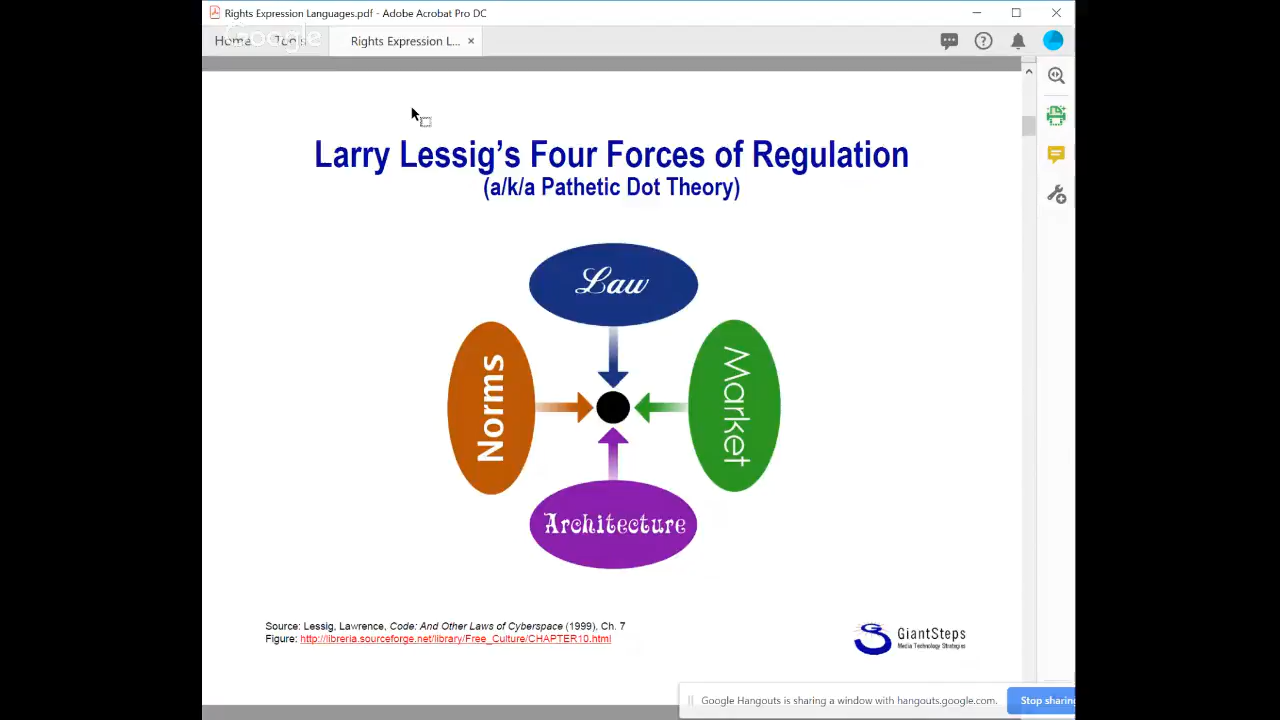 Rights Expression Languages.pdf - Adobe Acrobat Pro DC
Home Tools Rights Expression L... ×
Google
Larry Lessig's Four Forces of Regulation
(a/k/a Pathetic Dot Theory)
Law
Norms
Market
Architecture
Source: Lessig, Lawrence, Code: And Other Laws of Cyberspace (1999), Ch. 7
Figure: http://libreria.sourceforge.net/library/Free_Culture/CHAPTER10.html
GiantSteps
Media Technology Strategies
Google Hangouts is sharing a window with hangouts.google.com.
Stop sharing